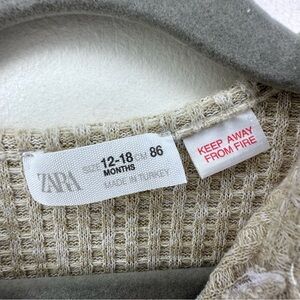 ZARA
SIZE 12-18 CM 86
MONTHS
MADE IN TURKEY
KEEP AWAY
FROM FIRE